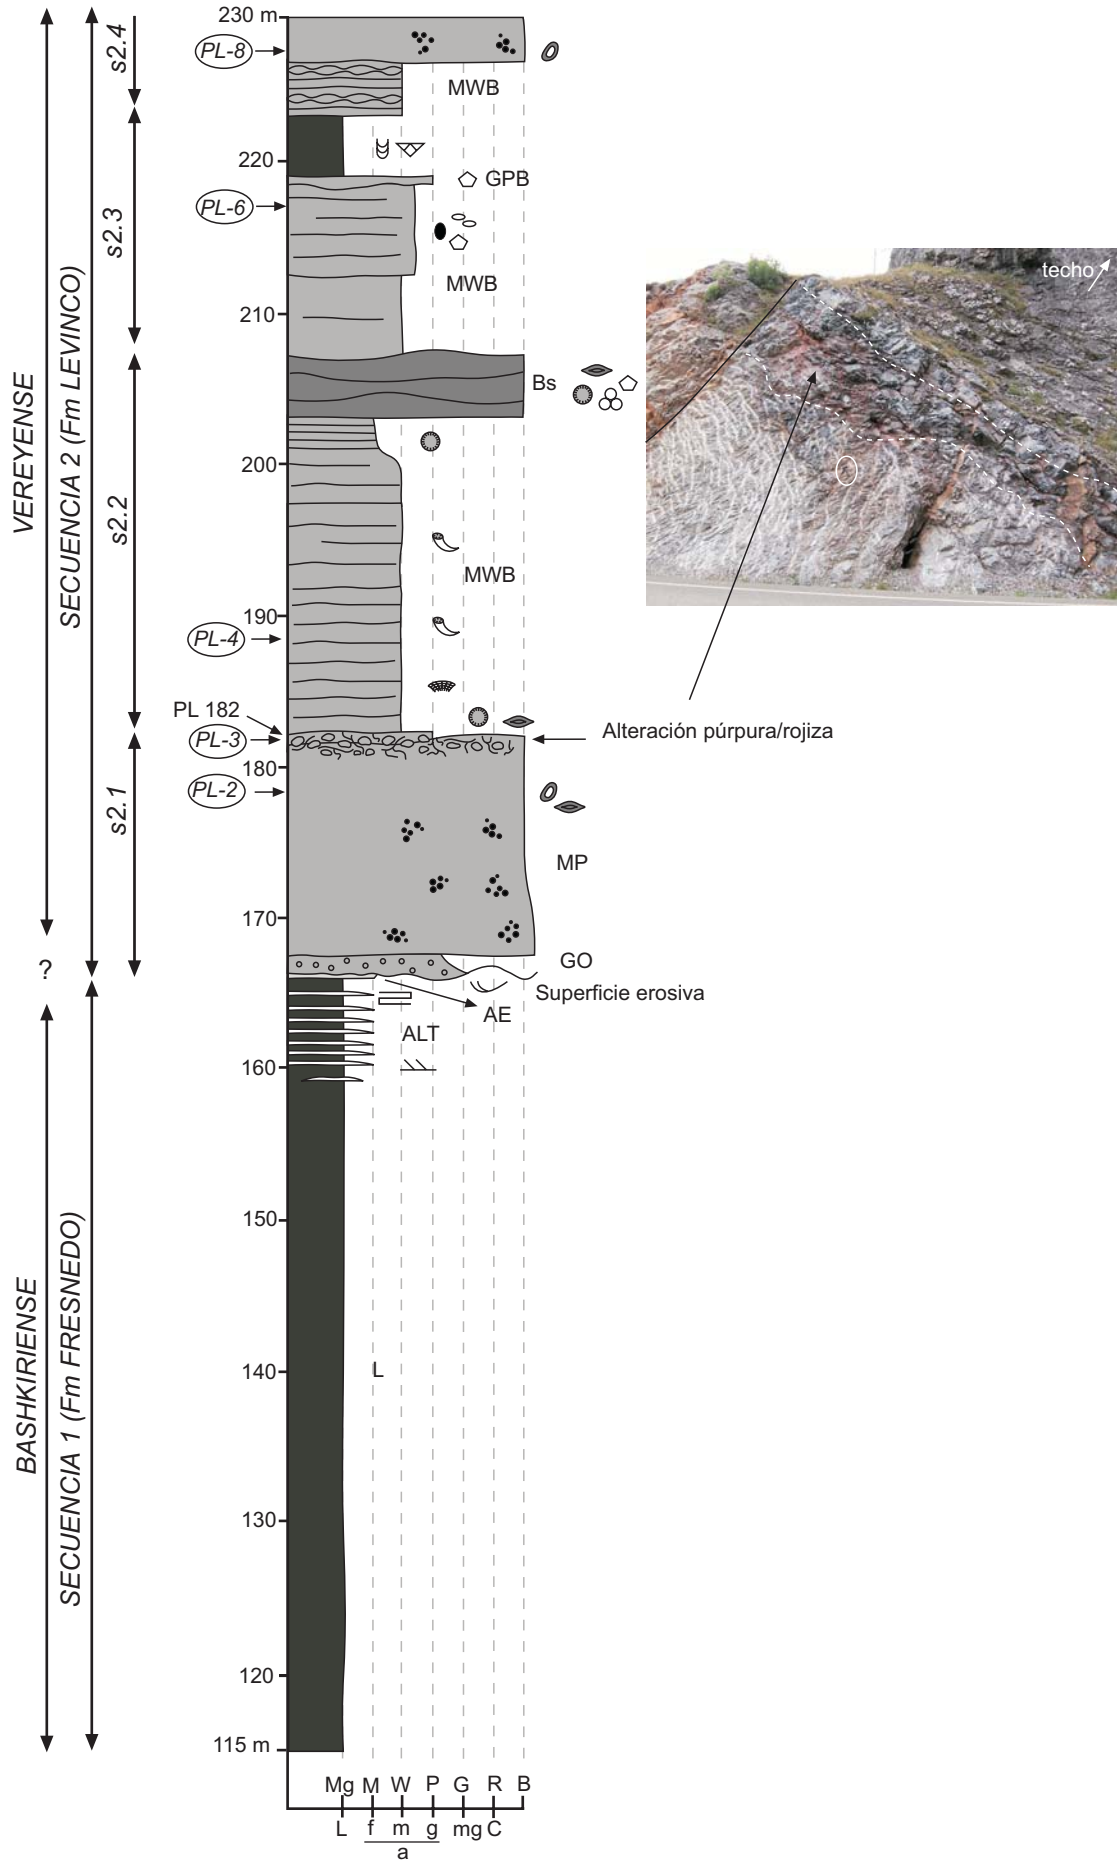 230 m
PL-8
s2.4
MWB
220
GPB
PL-6
s2.3
MWB
210
techo
Bs
VEREYENSE
SECUENCIA 2 (Fm LEVINCO)
200
s2.2
MWB
190
PL-4
PL 182
PL-3
Alteración púrpura/rojiza
180
PL-2
s2.1
MP
170
?
GO
Superficie erosiva
AE
ALT
160
150
BASHKIRIENSE
SECUENCIA 1 (Fm FRESNEDO)
140
L
130
120
115 m
Mg M W P G R B
L f m g mg C
a